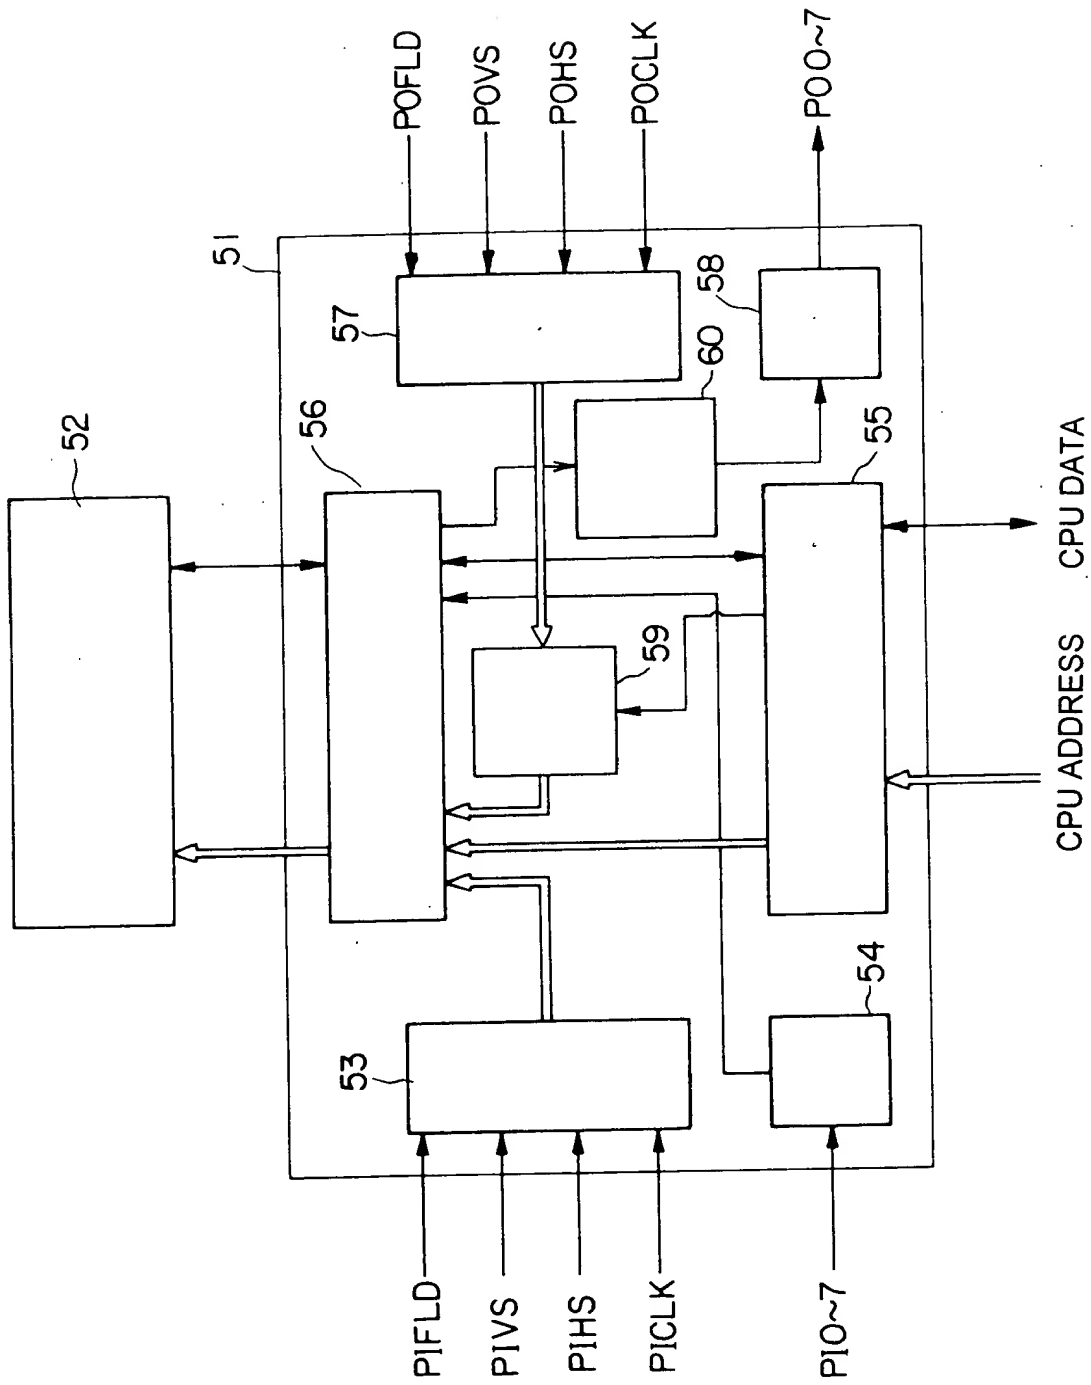 52
51
56
57
53
59
60
58
55
54
PIFLD
PIVS
PIHS
PICLK
PI0~7
POFLD
POVS
POHS
POCLK
PO0~7
CPU ADDRESS
CPU DATA